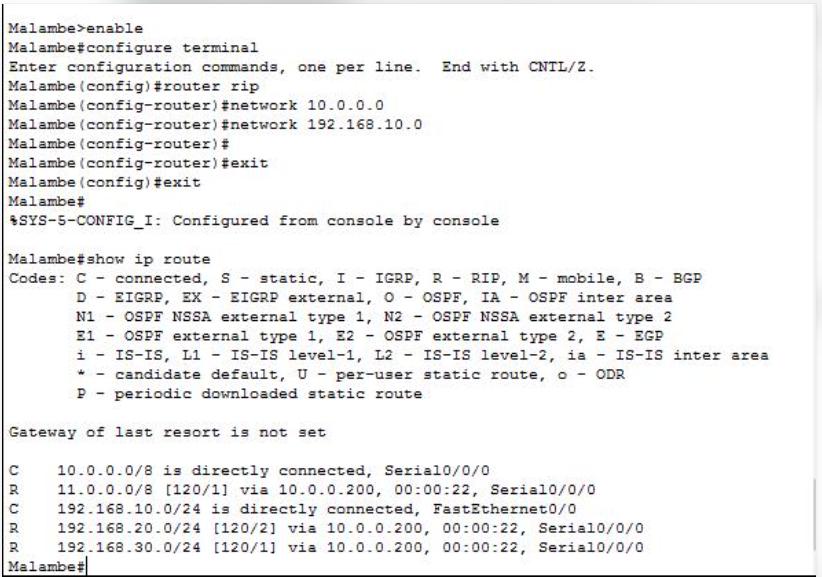 Malambe>enable
Malambe#configure terminal
Enter configuration commands, one per line.  End with CNTL/Z.
Malambe(config)#router rip
Malambe(config-router)#network 10.0.0.0
Malambe(config-router)#network 192.168.10.0
Malambe(config-router)#
Malambe(config-router)#exit
Malambe(config)#exit
Malambe#
%SYS-5-CONFIG_I: Configured from console by console
Malambe#show ip route
Codes: C - connected, S - static, I - IGRP, R - RIP, M - mobile, B - BGP
       D - EIGRP, EX - EIGRP external, O - OSPF, IA - OSPF inter area
       N1 - OSPF NSSA external type 1, N2 - OSPF NSSA external type 2
       E1 - OSPF external type 1, E2 - OSPF external type 2, E - EGP
       i - IS-IS, L1 - IS-IS level-1, L2 - IS-IS level-2, ia - IS-IS inter area
       * - candidate default, U - per-user static route, o - ODR
       P - periodic downloaded static route
Gateway of last resort is not set
C    10.0.0.0/8 is directly connected, Serial0/0/0
R    11.0.0.0/8 [120/1] via 10.0.0.200, 00:00:22, Serial0/0/0
C    192.168.10.0/24 is directly connected, FastEthernet0/0
R    192.168.20.0/24 [120/2] via 10.0.0.200, 00:00:22, Serial0/0/0
R    192.168.30.0/24 [120/1] via 10.0.0.200, 00:00:22, Serial0/0/0
Malambe#